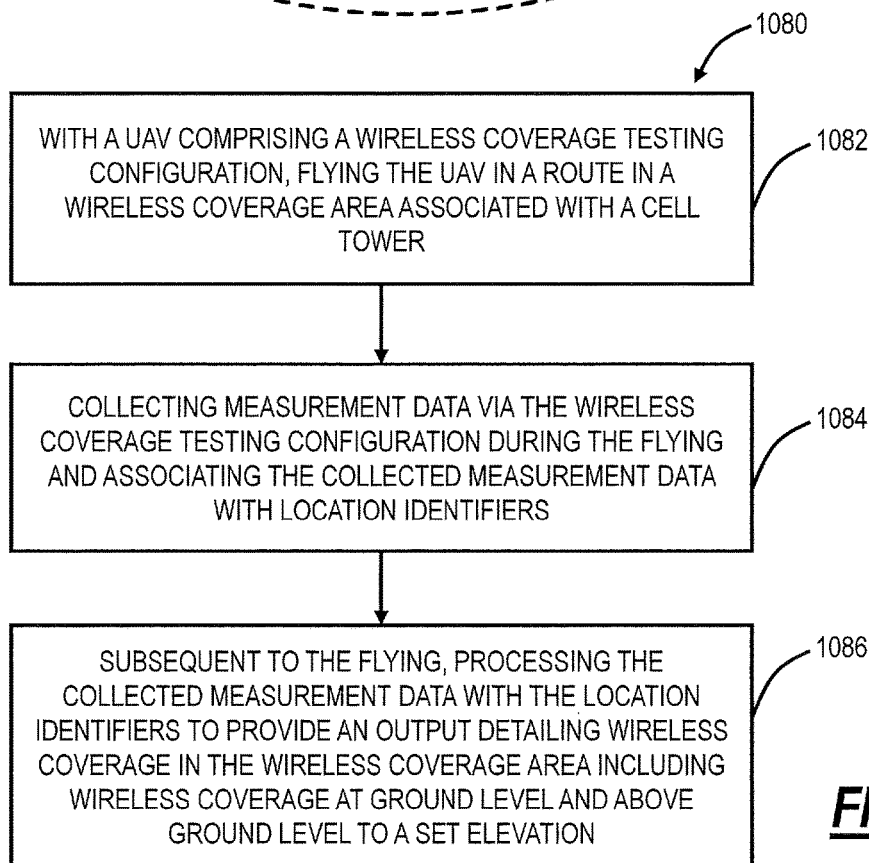 1080
WITH A UAV COMPRISING A WIRELESS COVERAGE TESTING
CONFIGURATION, FLYING THE UAV IN A ROUTE IN A
WIRELESS COVERAGE AREA ASSOCIATED WITH A CELL
TOWER
1082
COLLECTING MEASUREMENT DATA VIA THE WIRELESS
COVERAGE TESTING CONFIGURATION DURING THE FLYING
AND ASSOCIATING THE COLLECTED MEASUREMENT DATA
WITH LOCATION IDENTIFIERS
1084
SUBSEQUENT TO THE FLYING, PROCESSING THE
COLLECTED MEASUREMENT DATA WITH THE LOCATION
IDENTIFIERS TO PROVIDE AN OUTPUT DETAILING WIRELESS
COVERAGE IN THE WIRELESS COVERAGE AREA INCLUDING
WIRELESS COVERAGE AT GROUND LEVEL AND ABOVE
GROUND LEVEL TO A SET ELEVATION
1086